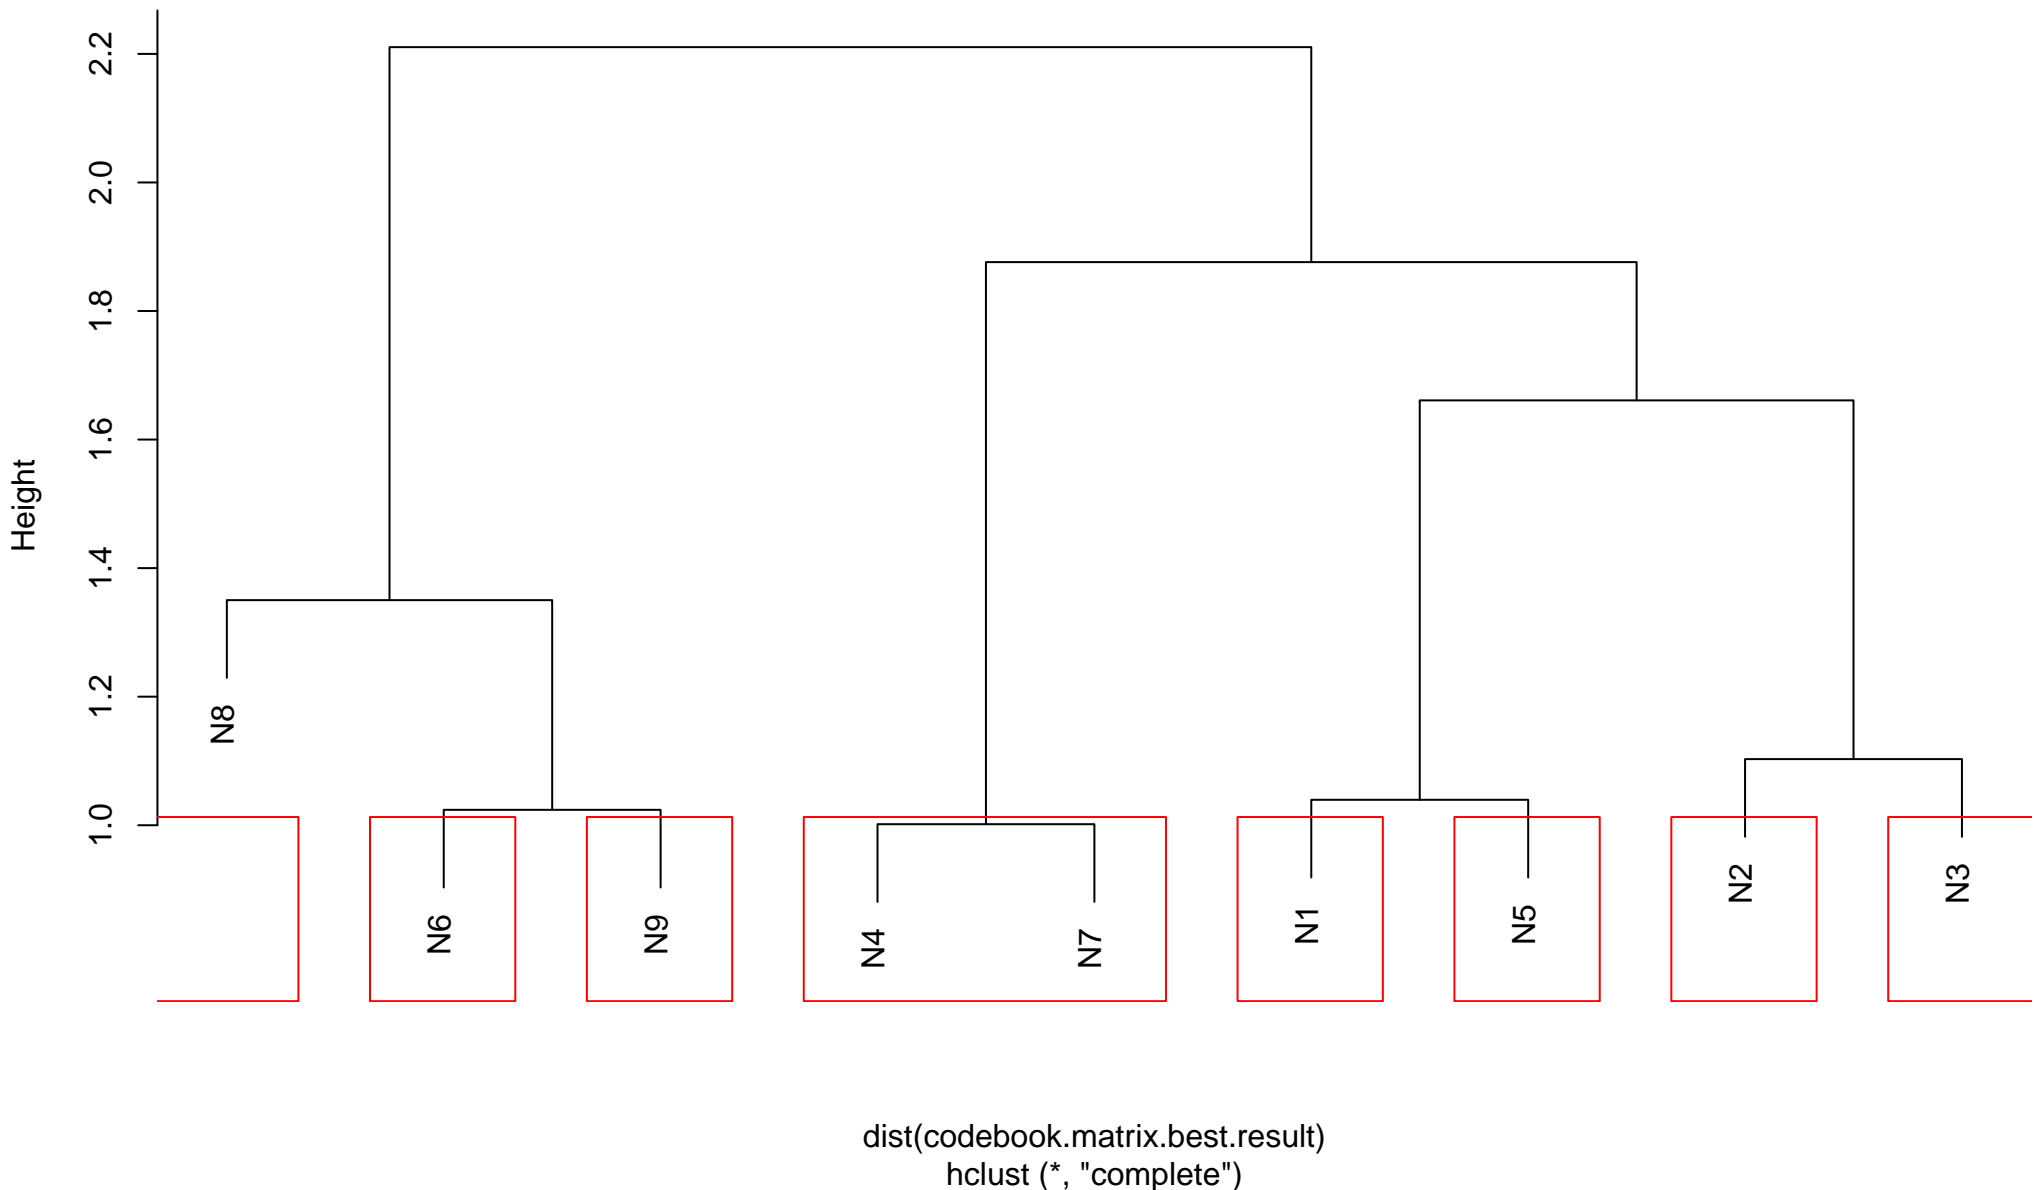 Height
2.2
2.0
1.8
1.6
1.4
1.2
1.0
N8
N6
N9
N4
N7
N1
N5
N2
N3
dist(codebook.matrix.best.result)
hclust (*, "complete")